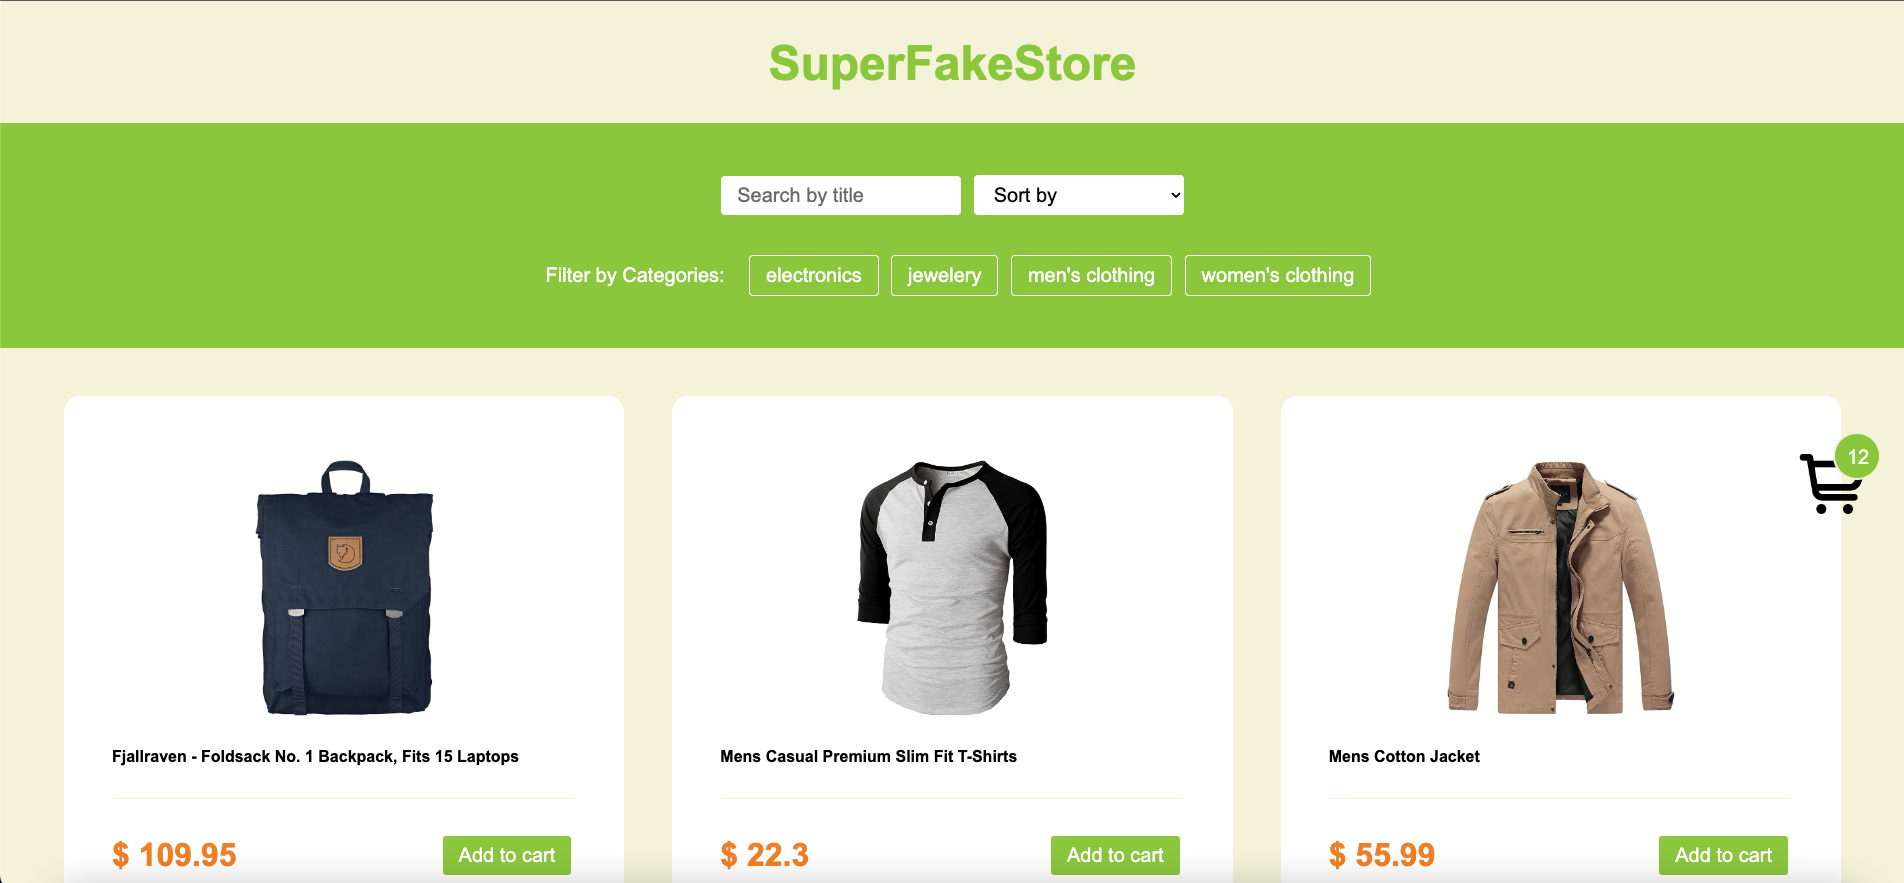 SuperFakeStore
Search by title
Sort by
Filter by Categories:
electronics
jewelery
men's clothing
women's clothing
12
Fjallraven - Foldsack No. 1 Backpack, Fits 15 Laptops
Mens Casual Premium Slim Fit T-Shirts
Mens Cotton Jacket
$ 109.95
Add to cart
$ 22.3
Add to cart
$ 55.99
Add to cart